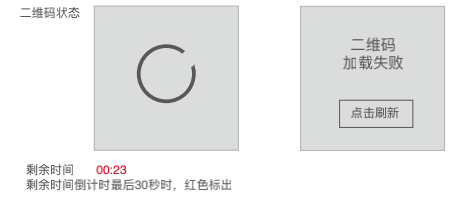 二维码状态
二维码
加载失败
点击刷新
剩余时间 00:23
剩余时间倒计时最后30秒时，红色标出